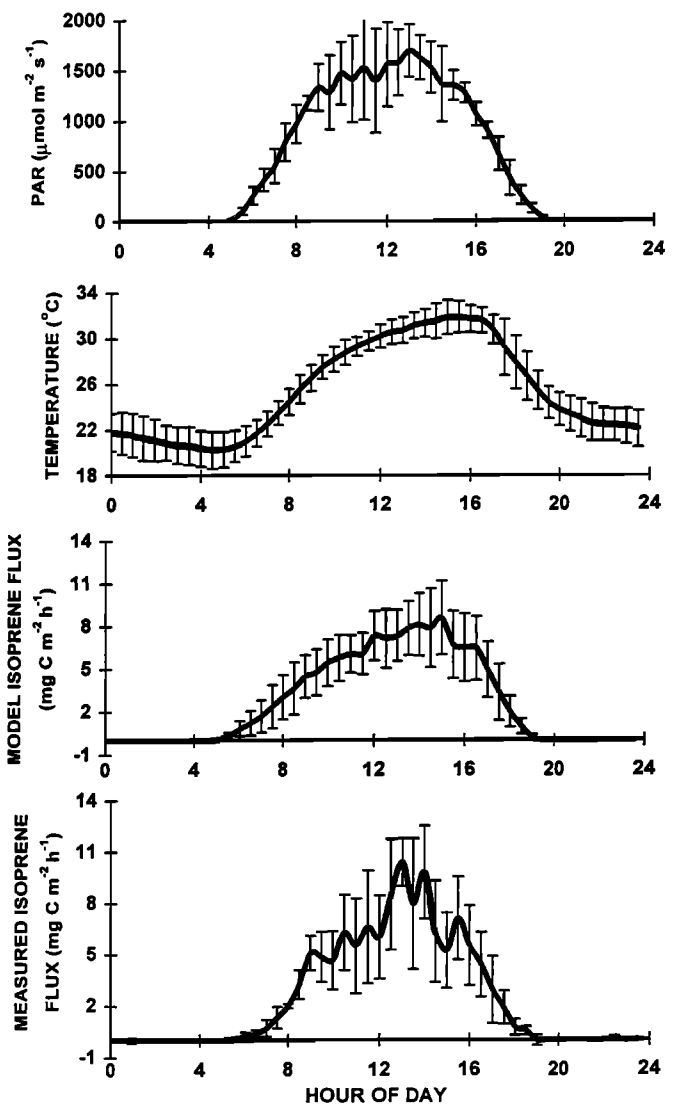 PAR (μmol m⁻² s⁻¹)
2000
1500
1000
500
0
0 4 8 12 16 20 24
TEMPERATURE (°C)
34
30
26
22
18
0 4 8 12 16 20 24
MODEL ISOPRENE FLUX
(mg C m⁻² h⁻¹)
14
11
8
5
2
-1
0 4 8 12 16 20 24
MEASURED ISOPRENE
FLUX (mg C m⁻² h⁻¹)
14
11
8
5
2
-1
0 4 8 12 16 20 24
HOUR OF DAY